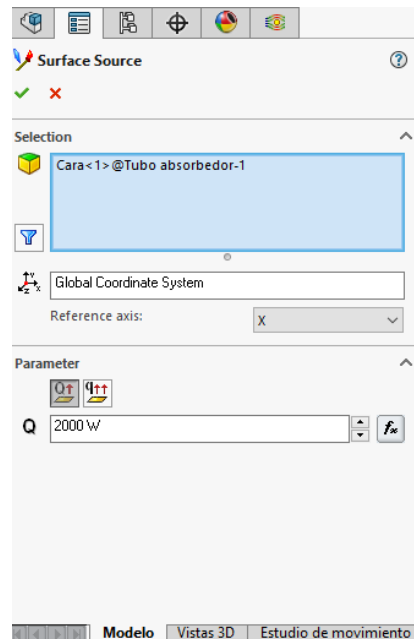 Surface Source
?
Selection
Cara<1>@Tubo absorbedor-1
Global Coordinate System
Reference axis:
X
Parameter
Q
q
Q
2000 W
fx
Modelo
Vistas 3D
Estudio de movimiento